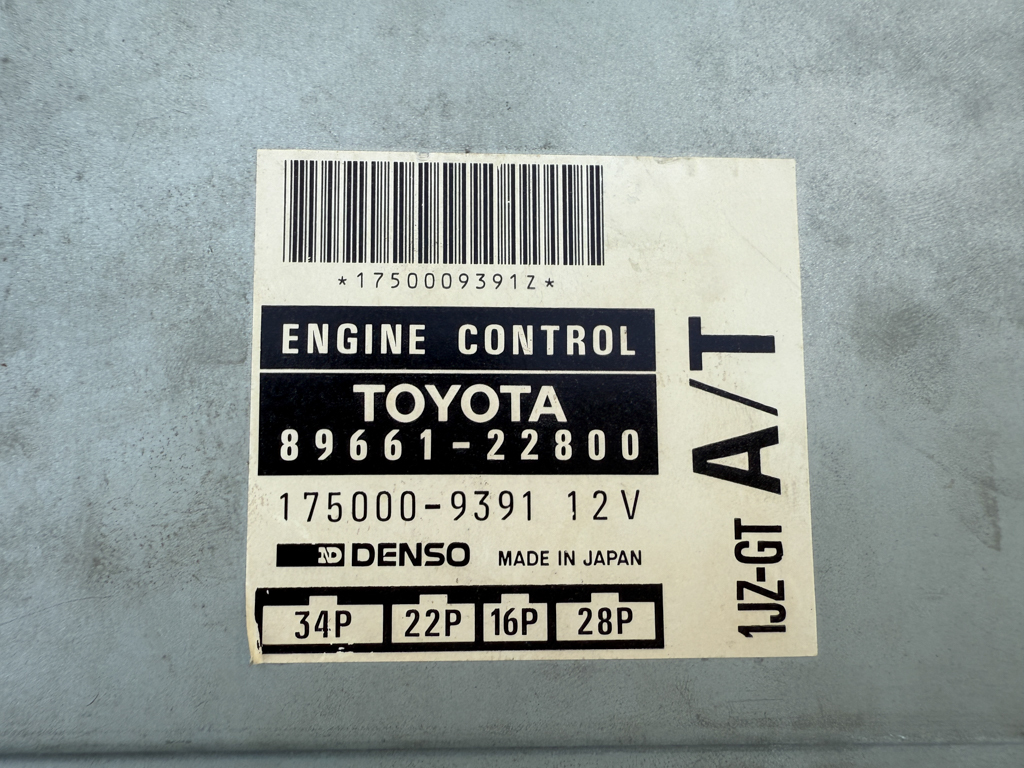 *1750009391Z*
ENGINE CONTROL
TOYOTA
89661-22800
175000-9391 12V
ND DENSO MADE IN JAPAN
34P 22P 16P 28P
A/T
1JZ-GT